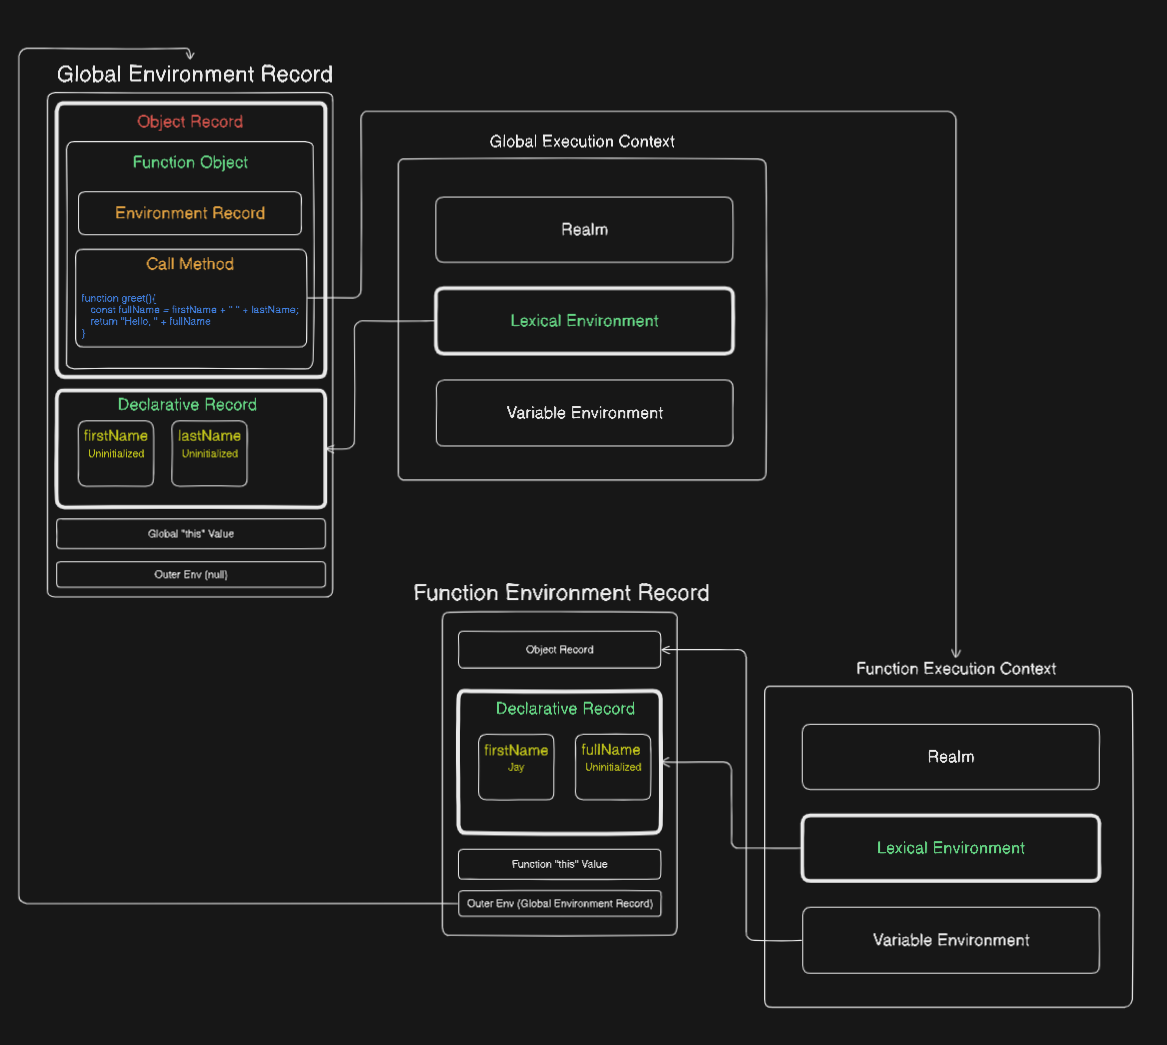 Global Environment Record
Object Record
Function Object
Environment Record
Call Method
function greet(){
const fullName = firstName + " " + lastName;
return "Hello, " + fullName
}
Declarative Record
firstName
Uninitialized
lastName
Uninitialized
Global "this" Value
Outer Env (null)
Global Execution Context
Realm
Lexical Environment
Variable Environment
Function Environment Record
Object Record
Declarative Record
firstName
Jay
fullName
Uninitialized
Function "this" Value
Outer Env (Global Environment Record)
Function Execution Context
Realm
Lexical Environment
Variable Environment